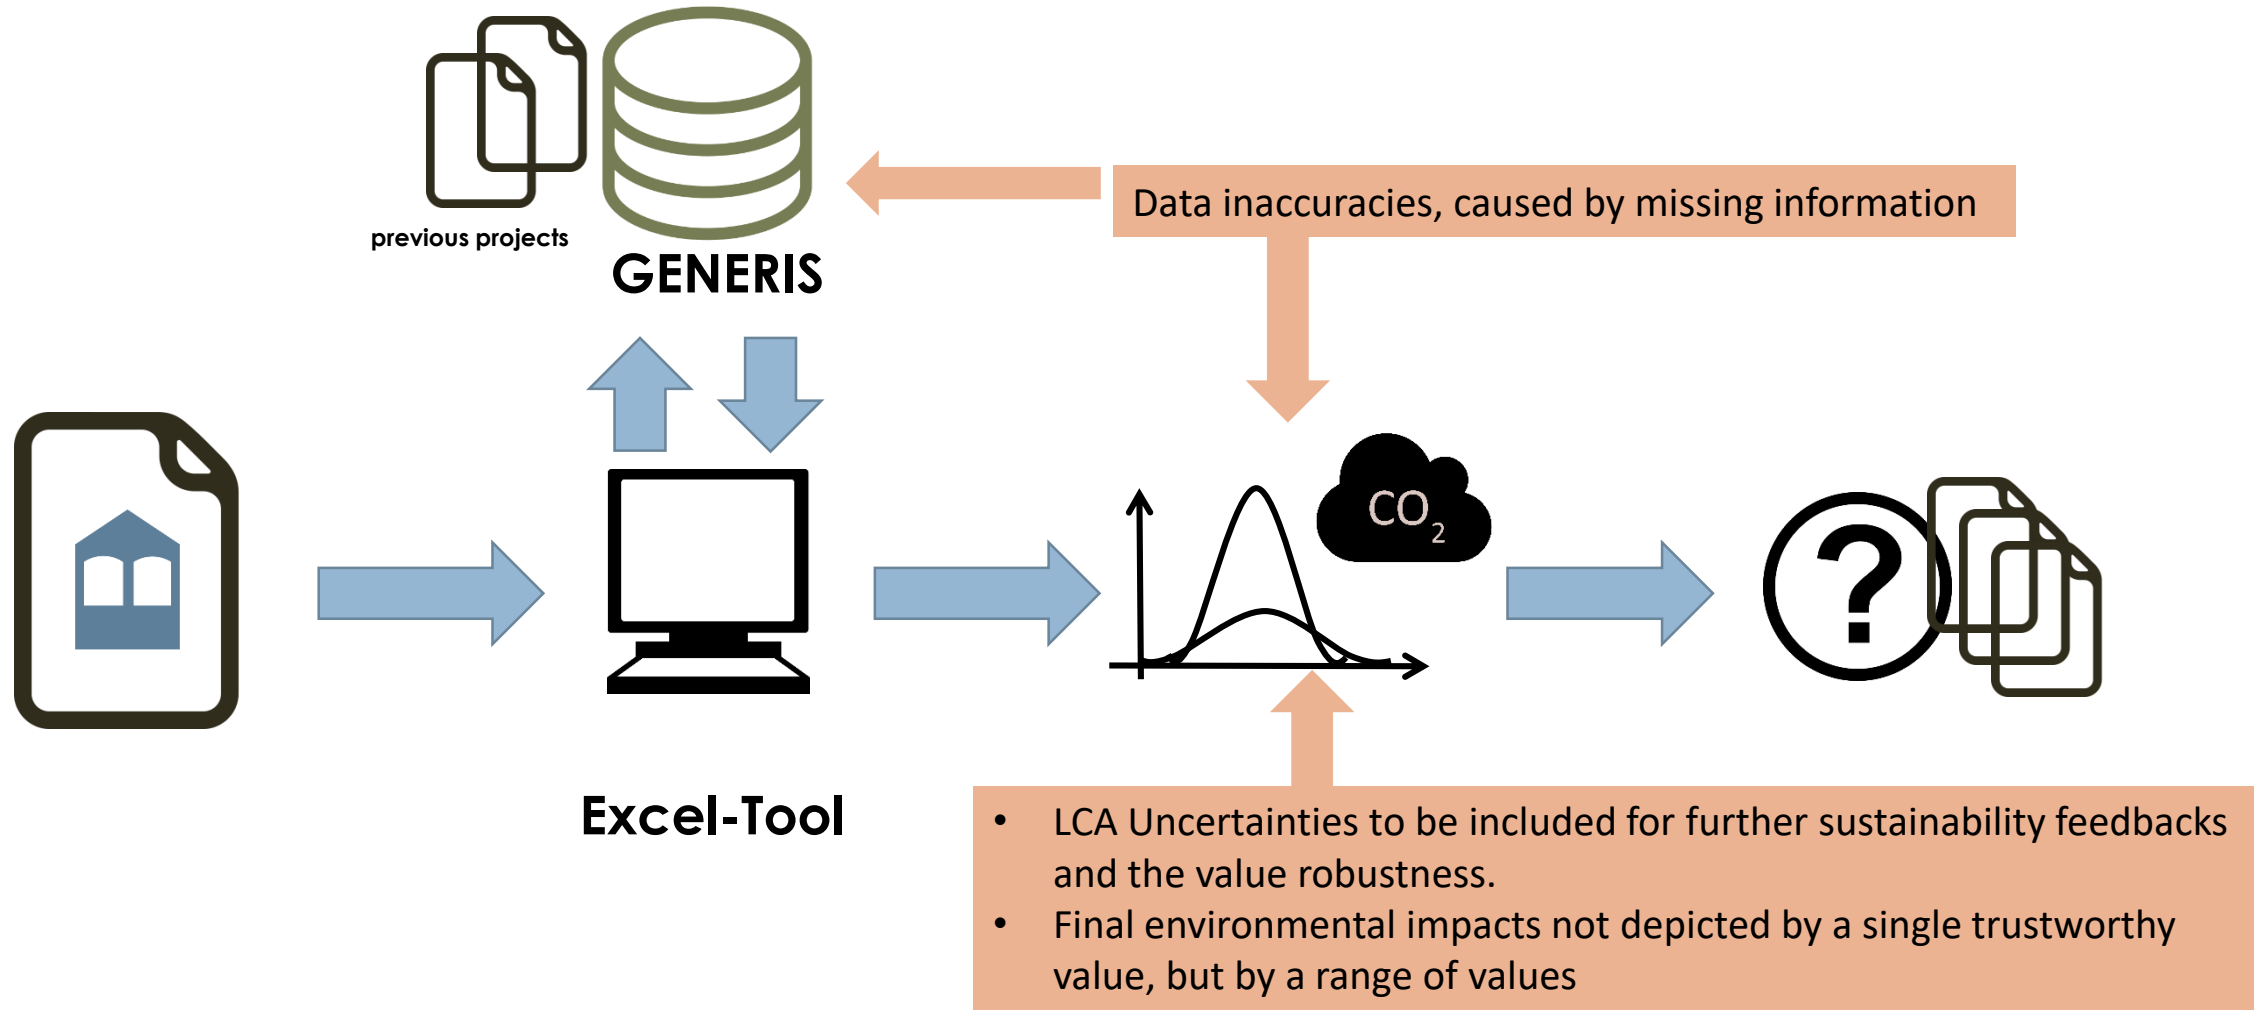 previous projects
GENERIS
Data inaccuracies, caused by missing information
CO2
Excel-Tool
• LCA Uncertainties to be included for further sustainability feedbacks
and the value robustness.
• Final environmental impacts not depicted by a single trustworthy
value, but by a range of values
?